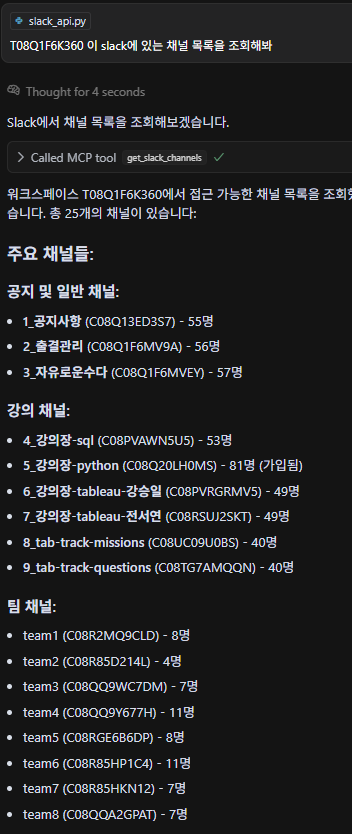 slack_api.py
T08Q1F6K360 이 slack에 있는 채널 목록을 조회해봐
Thought for 4 seconds
Slack에서 채널 목록을 조회해보겠습니다.
Called MCP tool get_slack_channels
워크스페이스 T08Q1F6K360에서 접근 가능한 채널 목록을 조회했
습니다. 총 25개의 채널이 있습니다:
주요 채널들:
공지 및 일반 채널:
• 1_공지사항 (C08Q13ED3S7) - 55명
• 2_출결관리 (C08Q1F6MV9A) - 56명
• 3_자유로운수다 (C08Q1F6MVEY) - 57명
강의 채널:
• 4_강의장-sql (C08PVAWN5U5) - 53명
• 5_강의장-python (C08Q20LH0MS) - 81명 (가입됨)
• 6_강의장-tableau-강승일 (C08PVRGRMV5) - 49명
• 7_강의장-tableau-전서연 (C08RSUJ2SKT) - 49명
• 8_tab-track-missions (C08UC09U0BS) - 40명
• 9_tab-track-questions (C08TG7AMQQN) - 40명
팀 채널:
• team1 (C08R2MQ9CLD) - 8명
• team2 (C08R85D214L) - 4명
• team3 (C08QQ9WC7DM) - 7명
• team4 (C08QQ9Y677H) - 11명
• team5 (C08RGE6B6DP) - 8명
• team6 (C08R85HP1C4) - 11명
• team7 (C08R85HKN12) - 7명
• team8 (C08QQA2GPAT) - 7명